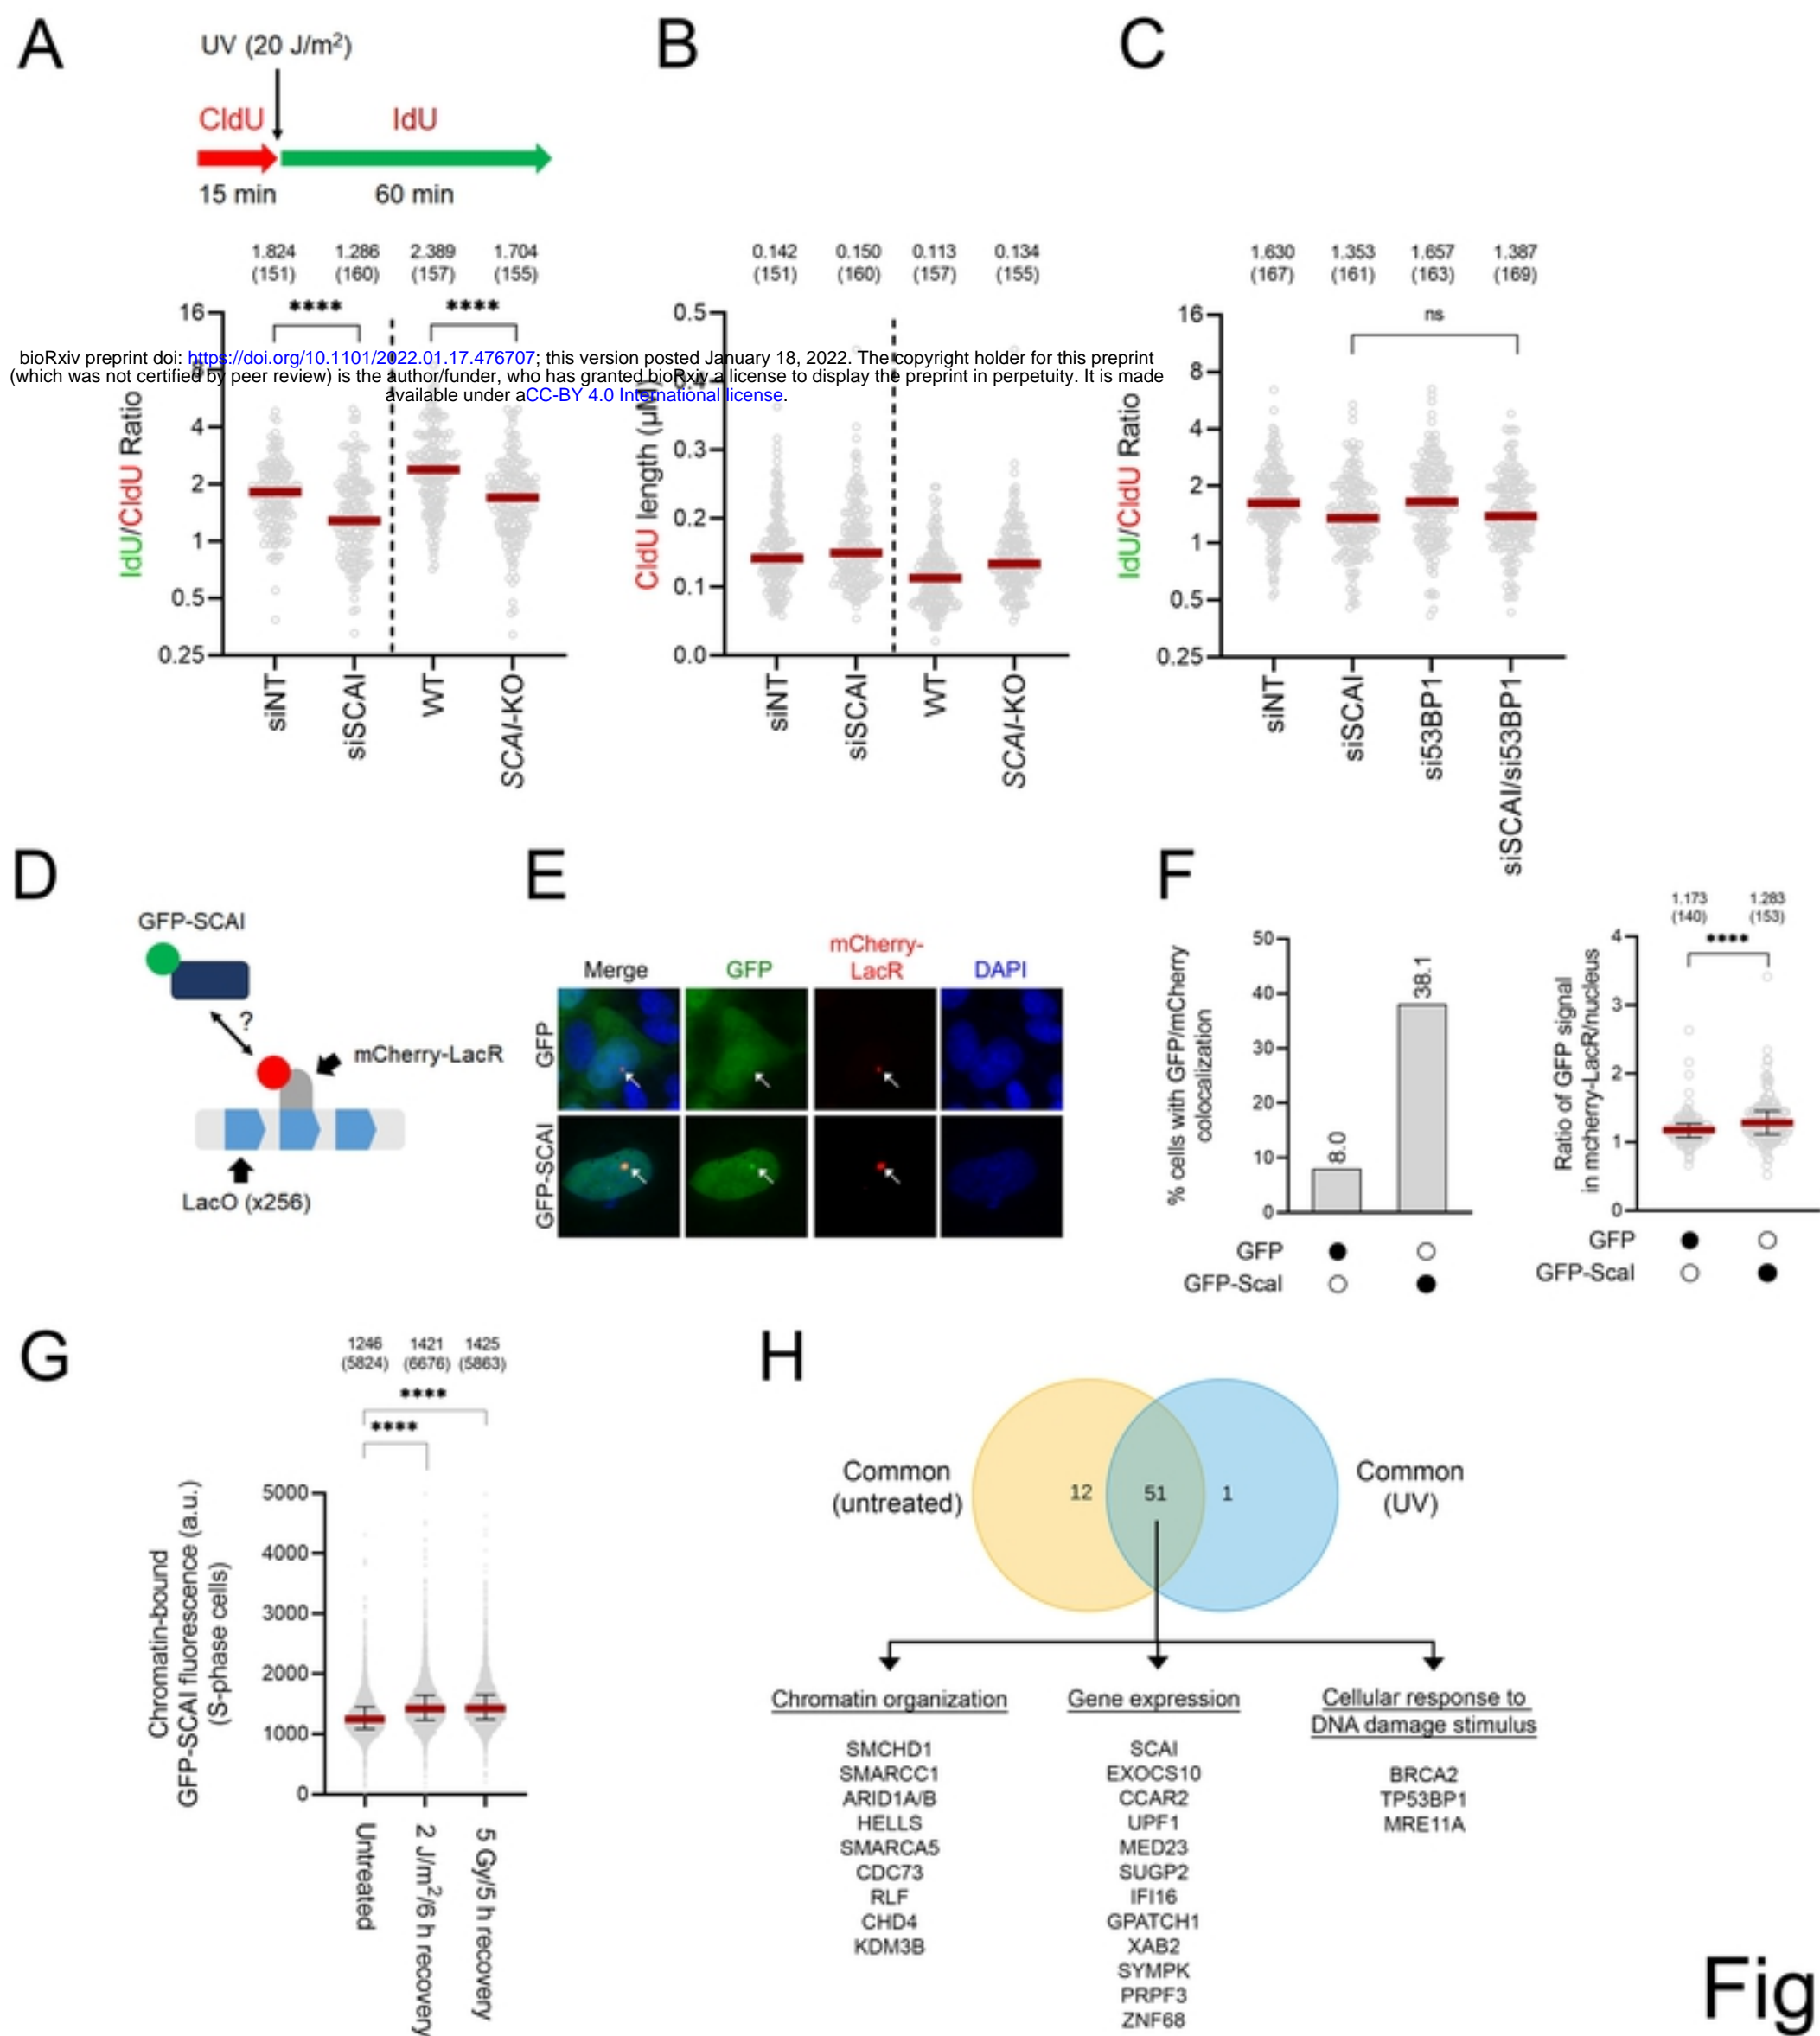 A
UV (20 J/m²)
CldU
IdU
15 min
60 min
1.824
(151)
1.286
(160)
2.389
(157)
1.704
(155)
****
****
16
4
2
1
0.5
0.25
IdU/CldU Ratio
siNT
siSCAI
WT
SCAI-KO
B
0.142
(151)
0.150
(160)
0.113
(157)
0.134
(155)
0.5
0.4
0.3
0.2
0.1
0.0
CldU length (µM)
siNT
siSCAI
WT
SCAI-KO
C
1.630
(167)
1.353
(161)
1.657
(163)
1.387
(169)
ns
16
8
4
2
1
0.5
0.25
IdU/CldU Ratio
siNT
siSCAI
si53BP1
siSCAI/si53BP1
bioRxiv preprint doi: https://doi.org/10.1101/2022.01.17.476707; this version posted January 18, 2022. The copyright holder for this preprint
(which was not certified by peer review) is the author/funder, who has granted bioRxiv a license to display the preprint in perpetuity. It is made
available under aCC-BY 4.0 International license.
D
GFP-SCAI
?
mCherry-LacR
LacO (x256)
E
Merge
GFP
mCherry-
LacR
DAPI
GFP
GFP-SCAI
F
% cells with GFP/mCherry
colocalization
50
40
30
20
10
0
8.0
38.1
GFP
GFP-ScaI
1.173
(140)
1.283
(153)
****
Ratio of GFP signal
in mcherry-LacR/nucleus
4
3
2
1
0
GFP
GFP-ScaI
G
1246
(5824)
1421
(6676)
1425
(5863)
****
****
Chromatin-bound
GFP-SCAI fluorescence (a.u.)
(S-phase cells)
5000
4000
3000
2000
1000
0
Untreated
2 J/m²/6 h recovery
5 Gy/5 h recovery
H
Common
(untreated)
12
51
1
Common
(UV)
Chromatin organization
SMCHD1
SMARCC1
ARID1A/B
HELLS
SMARCA5
CDC73
RLF
CHD4
KDM3B
Gene expression
SCAI
EXOCS10
CCAR2
UPF1
MED23
SUGP2
IFI16
GPATCH1
XAB2
SYMPK
PRPF3
ZNF68
Cellular response to
DNA damage stimulus
BRCA2
TP53BP1
MRE11A
Fig